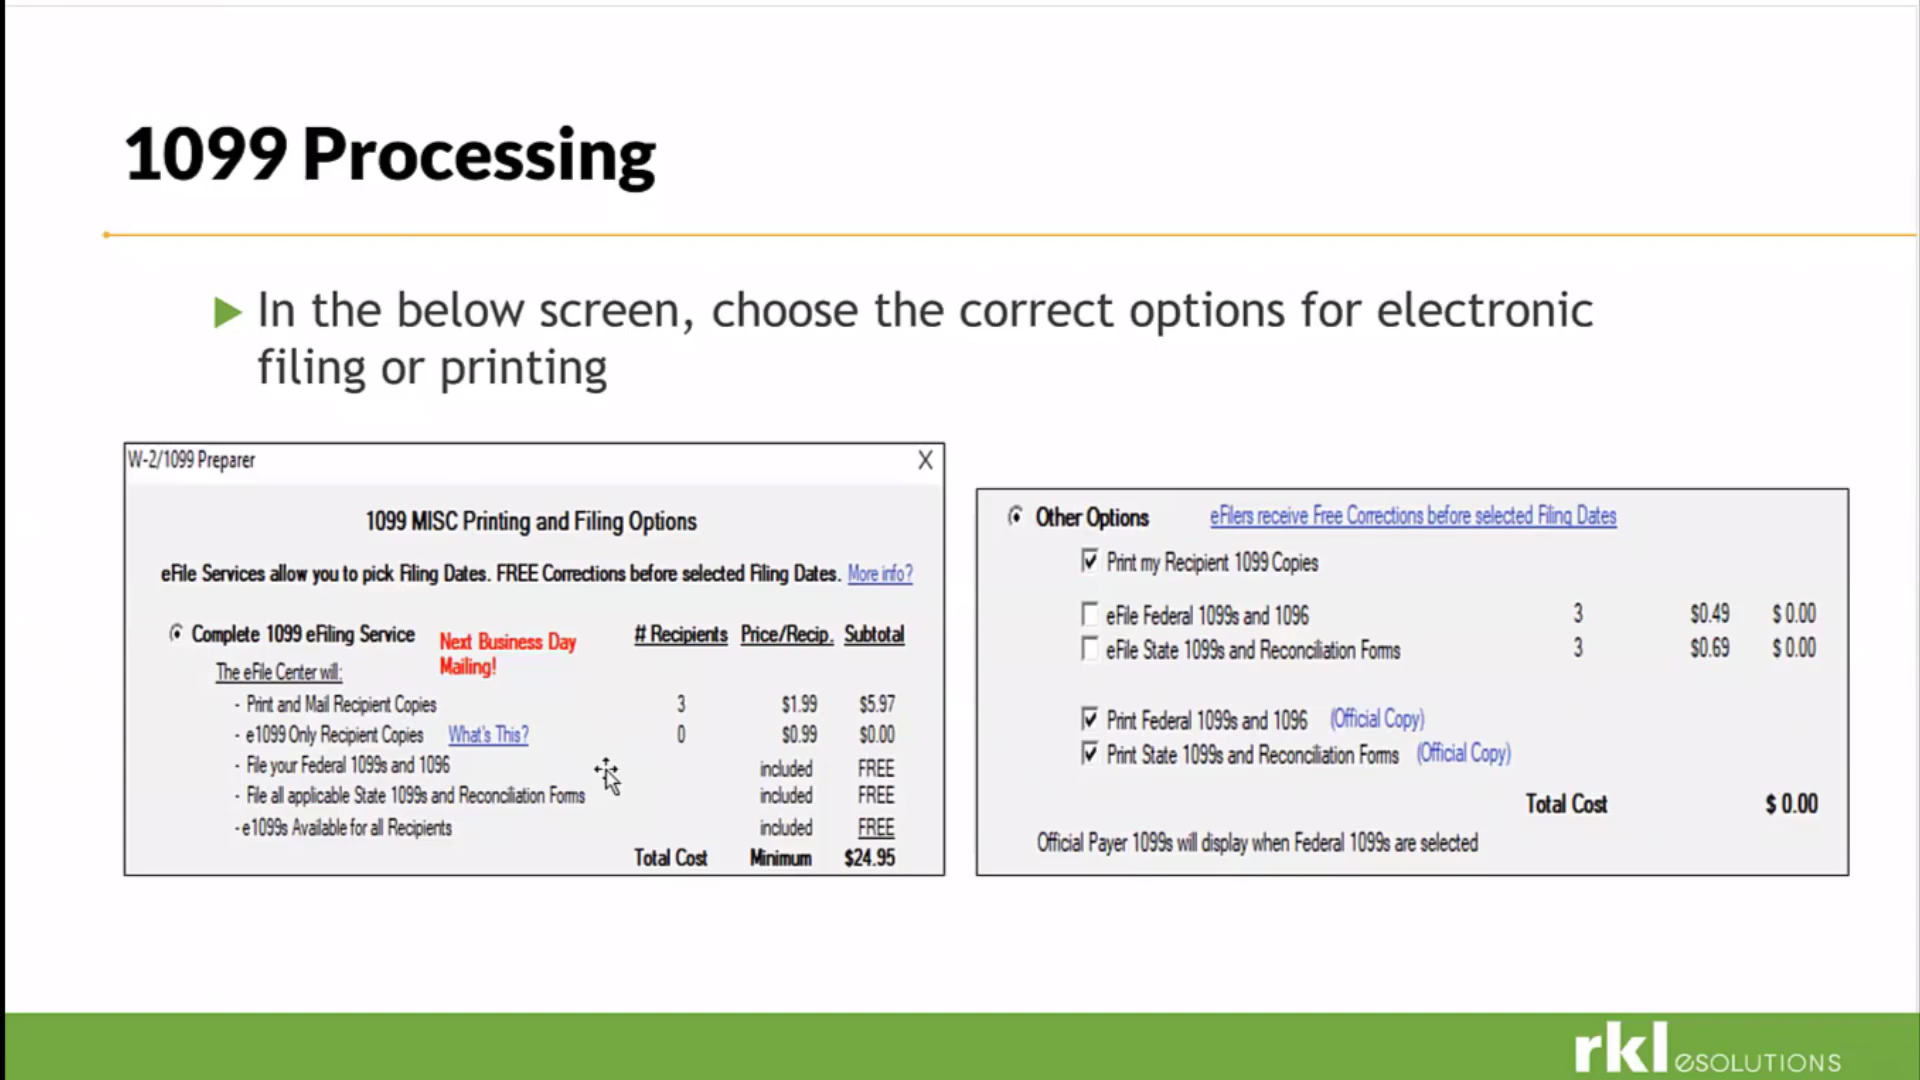 1099 Processing
In the below screen, choose the correct options for electronic
filing or printing
W-2/1099 Preparer X
1099 MISC Printing and Filing Options
eFile Services allow you to pick Filing Dates. FREE Corrections before selected Filing Dates. More info?
Complete 1099 eFiling Service Next Business Day Mailing! # Recipients Price/Recip. Subtotal
The eFile Center will:
- Print and Mail Recipient Copies 3 $1.99 $5.97
- e1099 Only Recipient Copies What's This? 0 $0.99 $0.00
- File your Federal 1099s and 1096 included FREE
- File all applicable State 1099s and Reconciliation Forms included FREE
- e1099s Available for all Recipients included FREE
Total Cost Minimum $24.95
Other Options eFilers receive Free Corrections before selected Filing Dates
Print my Recipient 1099 Copies
eFile Federal 1099s and 1096 3 $0.49 $ 0.00
eFile State 1099s and Reconciliation Forms 3 $0.69 $ 0.00
Print Federal 1099s and 1096 (Official Copy)
Print State 1099s and Reconciliation Forms (Official Copy)
Total Cost $ 0.00
Official Payer 1099s will display when Federal 1099s are selected
rkl eSOLUTIONS